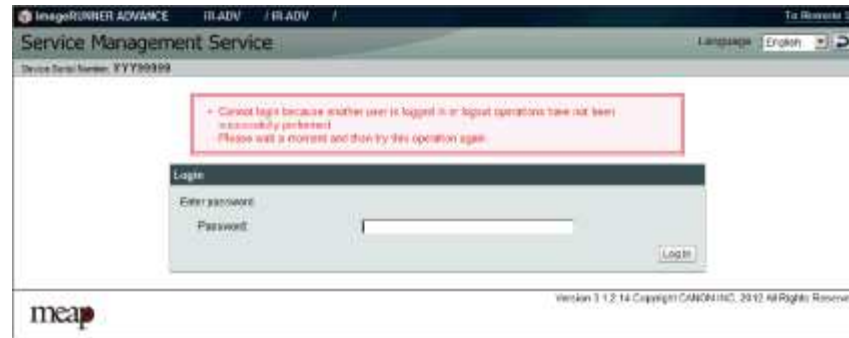 imageRUNNER ADVANCE iR-ADV / iR-ADV /
To Remote
Service Management Service
Language: English
Device Serial Number: XYY99999
• Cannot login because another user is logged in or logout operations have not been
successfully performed.
Please wait a moment and then try this operation again.
Login
Enter password.
Password:
Log In
Version 3.1.2.14 Copyright CANON INC. 2012 All Rights Reserve
meap